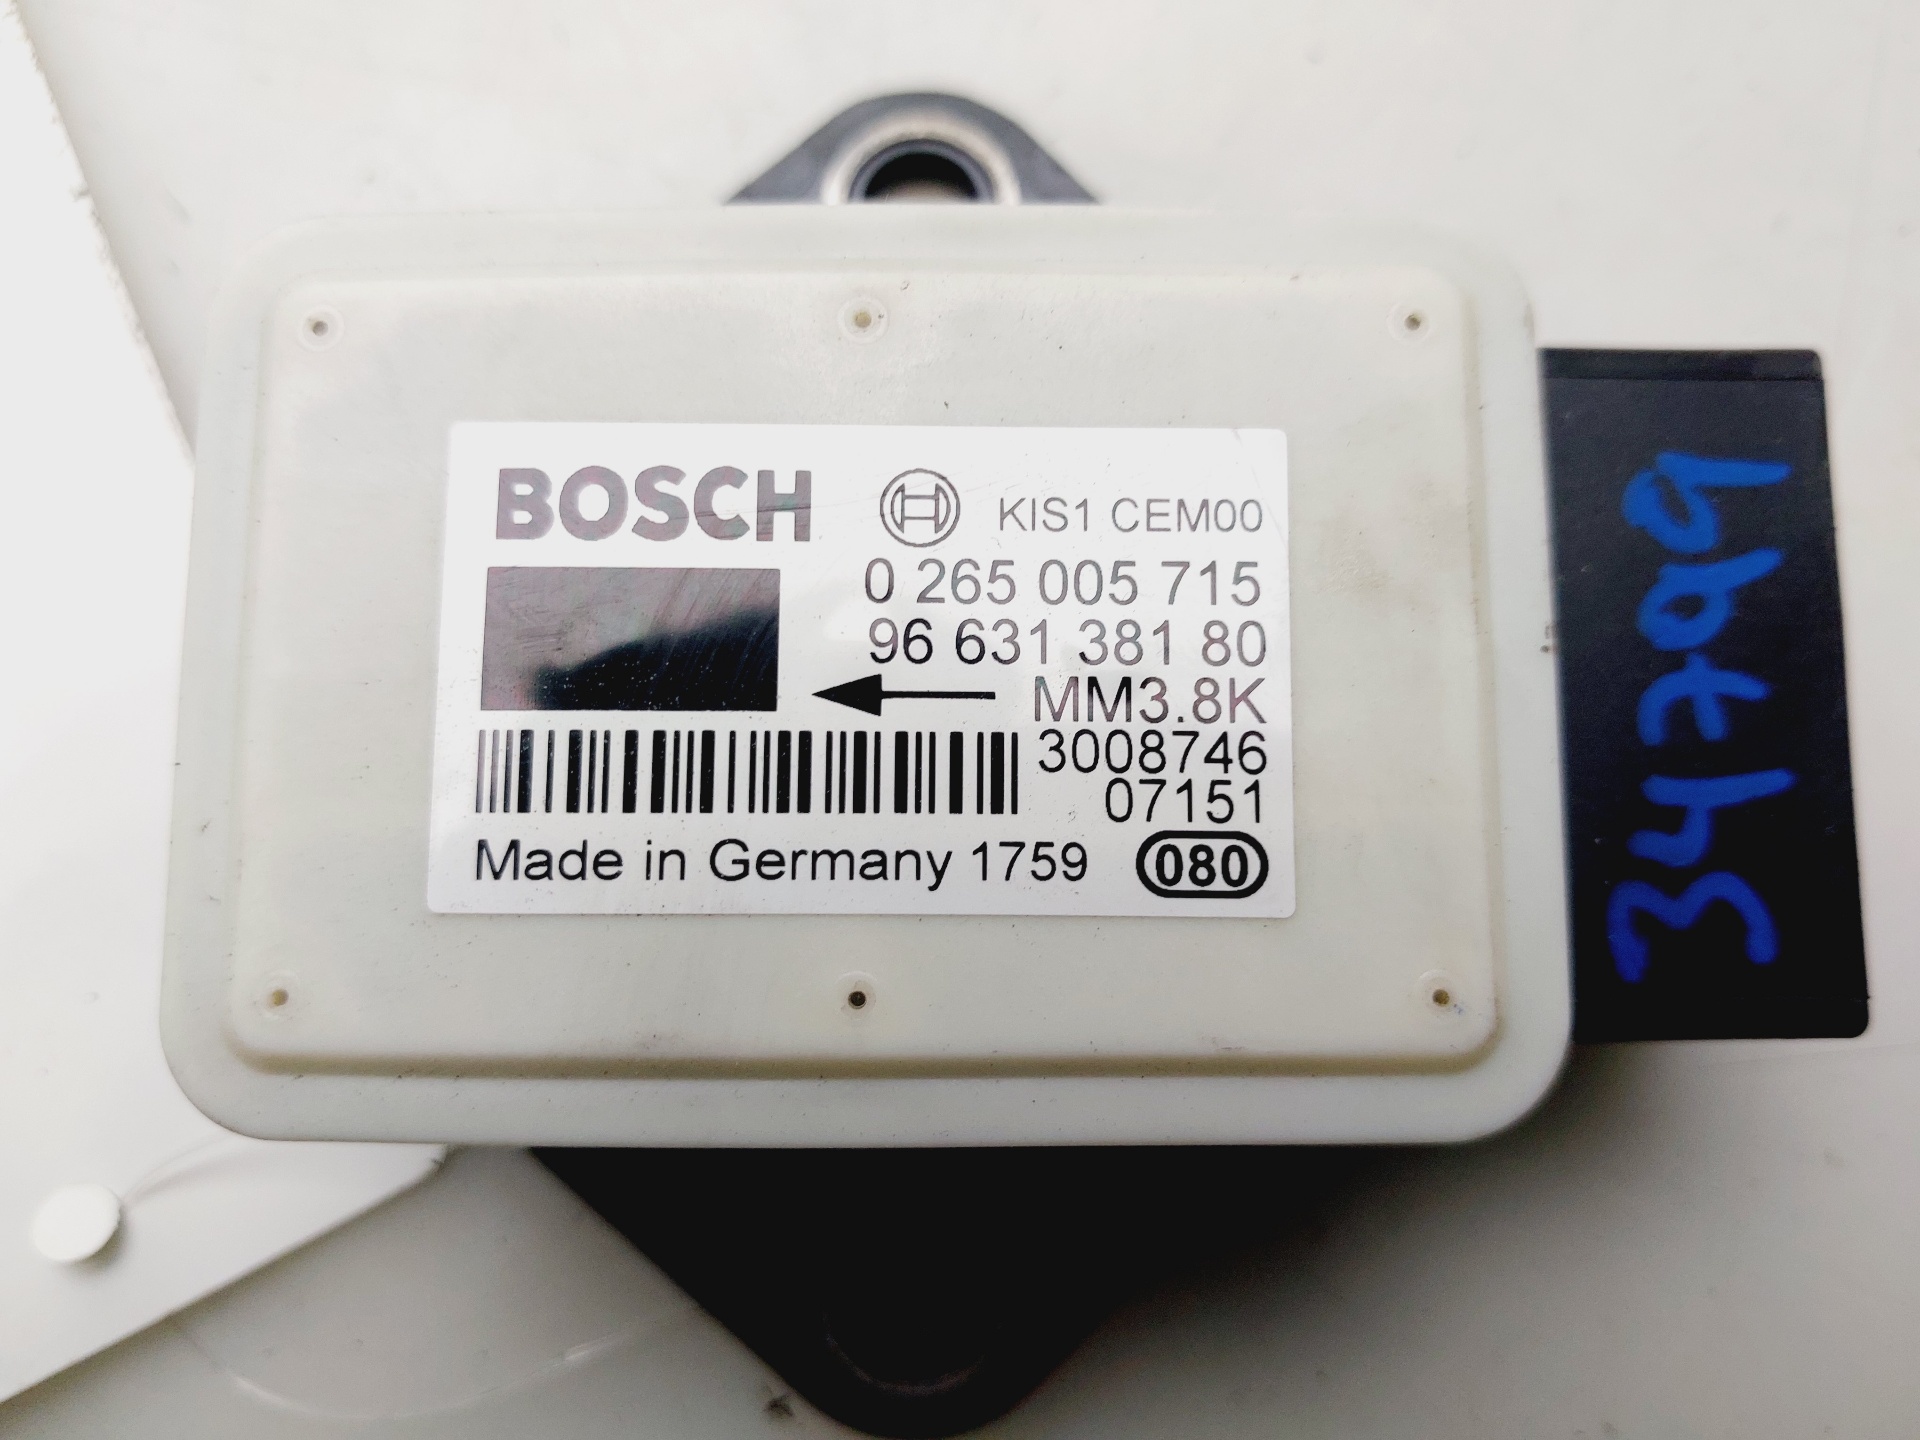 BOSCH KIS1 CEM00
0 265 005 715
96 631 381 80
MM3.8K
3008746
07151
Made in Germany 1759 080
34799